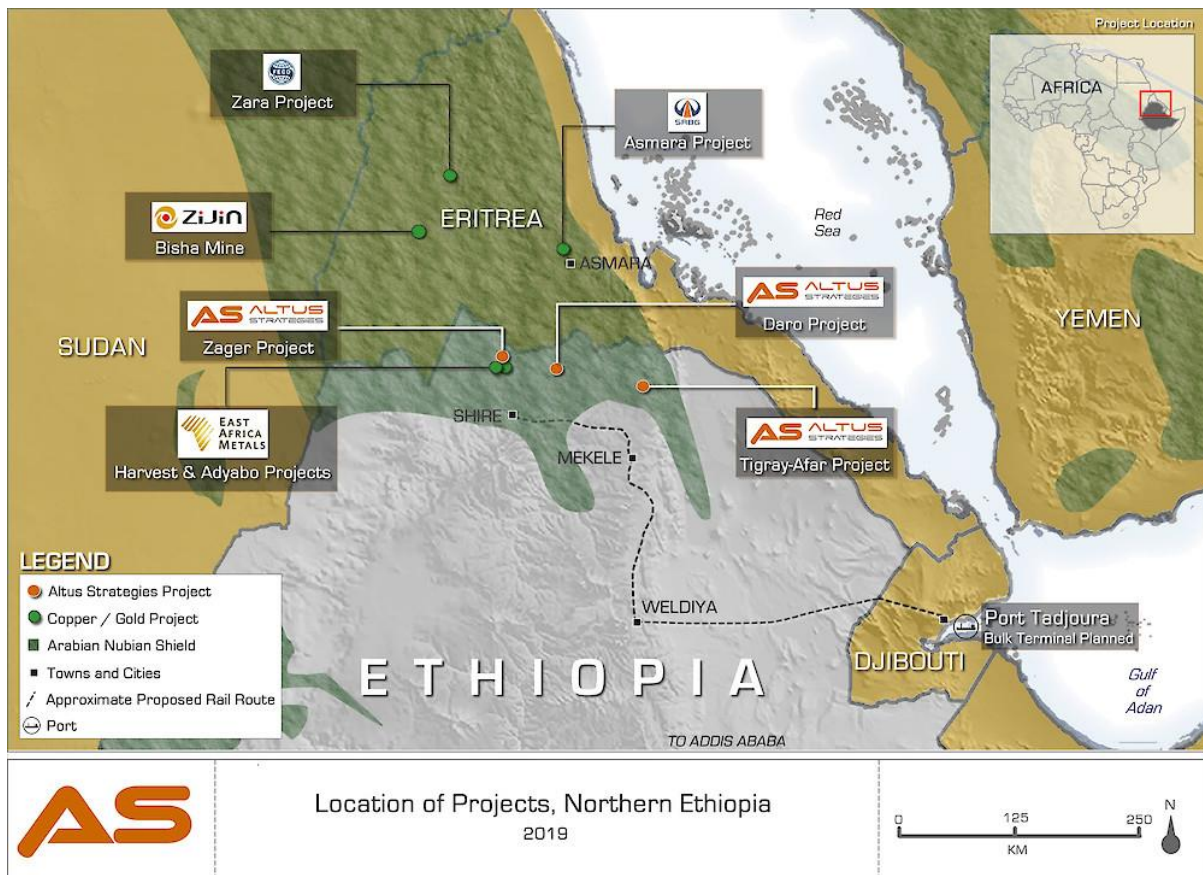 Project Location
AFRICA
Zara Project
SRBG
Asmara Project
ZiJin
Bisha Mine
ERITREA
Red
Sea
ASMARA
AS ALTUS
STRATEGIES
Daro Project
AS ALTUS
STRATEGIES
Zager Project
SUDAN
YEMEN
EAST
AFRICA
METALS
Harvest & Adyabo Projects
SHIRE
MEKELE
AS ALTUS
STRATEGIES
Tigray-Afar Project
LEGEND
Altus Strategies Project
Copper / Gold Project
Arabian Nubian Shield
Towns and Cities
Approximate Proposed Rail Route
Port
WELDIYA
Port Tadjoura
Bulk Terminal Planned
DJIBOUTI
ETHIOPIA
Gulf
of
Adan
TO ADDIS ABABA
AS
Location of Projects, Northern Ethiopia
2019
0 125 250
KM
N